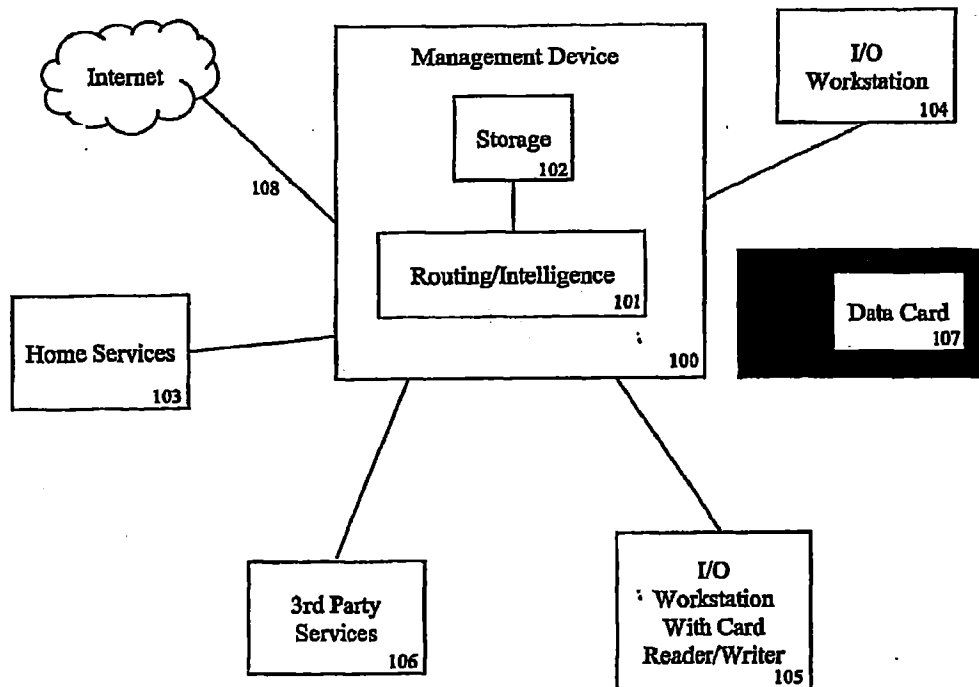 Internet
108
Management Device
Storage
102
Routing/Intelligence
101
100
I/O
Workstation
104
Data Card
107
Home Services
103
3rd Party
Services
106
I/O
Workstation
With Card
Reader/Writer
105